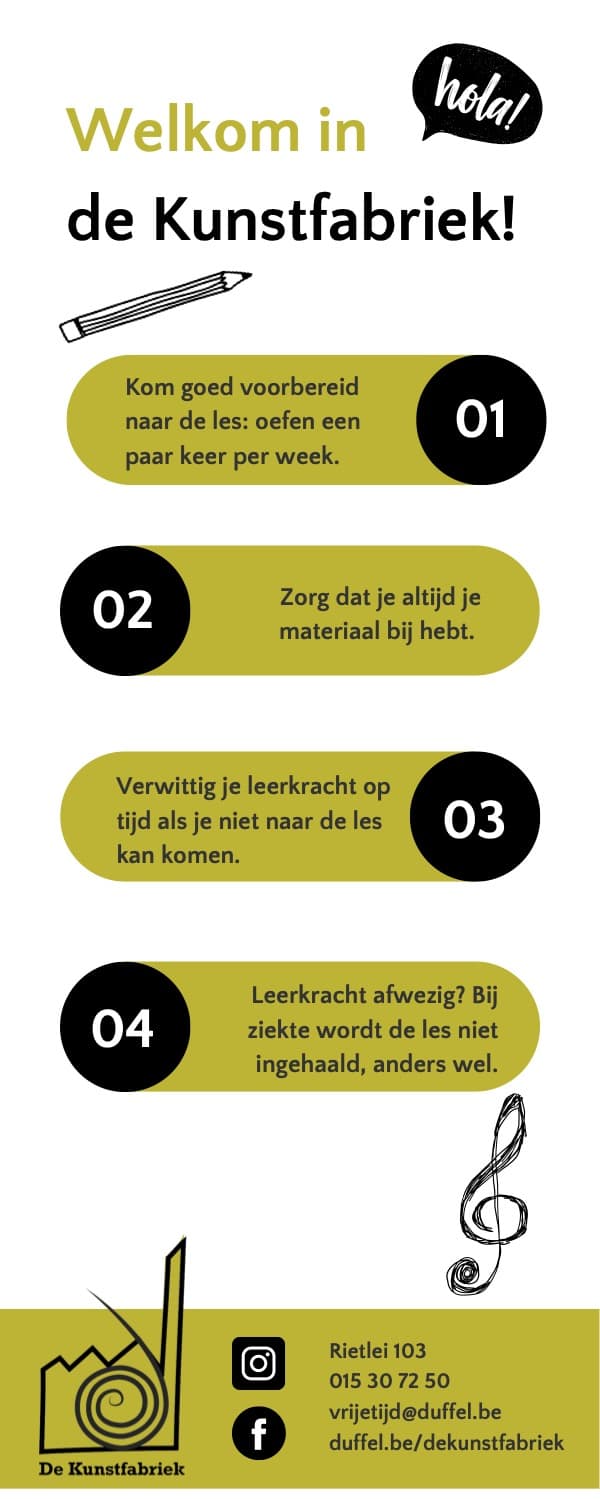 hola!
Welkom in
de Kunstfabriek!
Kom goed voorbereid
naar de les: oefen een
paar keer per week.
01
02
Zorg dat je altijd je
materiaal bij hebt.
Verwittig je leerkracht op
tijd als je niet naar de les
kan komen.
03
04
Leerkracht afwezig? Bij
ziekte wordt de les niet
ingehaald, anders wel.
De Kunstfabriek
Rietlei 103
015 30 72 50
vrijetijd@duffel.be
duffel.be/dekunstfabriek